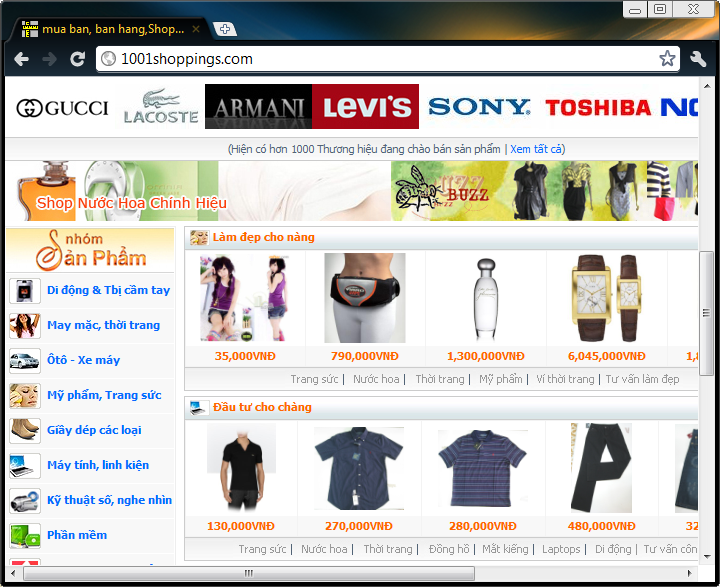 mua ban, ban hang,Shop...
1001shoppings.com
GUCCI LACOSTE ARMANI LEVI'S SONY. TOSHIBA NO
(Hiện có hơn 1000 Thương hiệu đang chào bán sản phẩm | Xem tất cả)
Shop Nước Hoa Chính Hiệu
BUZZ
nhóm
Sản Phẩm
Di động & Tbị cầm tay
May mặc, thời trang
Ôtô - Xe máy
Mỹ phẩm, Trang sức
Giầy dép các loại
Máy tính, linh kiện
Kỹ thuật số, nghe nhìn
Phần mềm
Làm đẹp cho nàng
35,000VNĐ 790,000VNĐ 1,300,000VNĐ 6,045,000VNĐ 1,
Trang sức | Nước hoa | Thời trang | Mỹ phẩm | Ví thời trang | Tư vấn làm đẹp
Đầu tư cho chàng
130,000VNĐ 270,000VNĐ 280,000VNĐ 480,000VNĐ 32
Trang sức | Nước hoa | Thời trang | Đồng hồ | Mắt kiếng | Laptops | Di động | Tư vấn côn